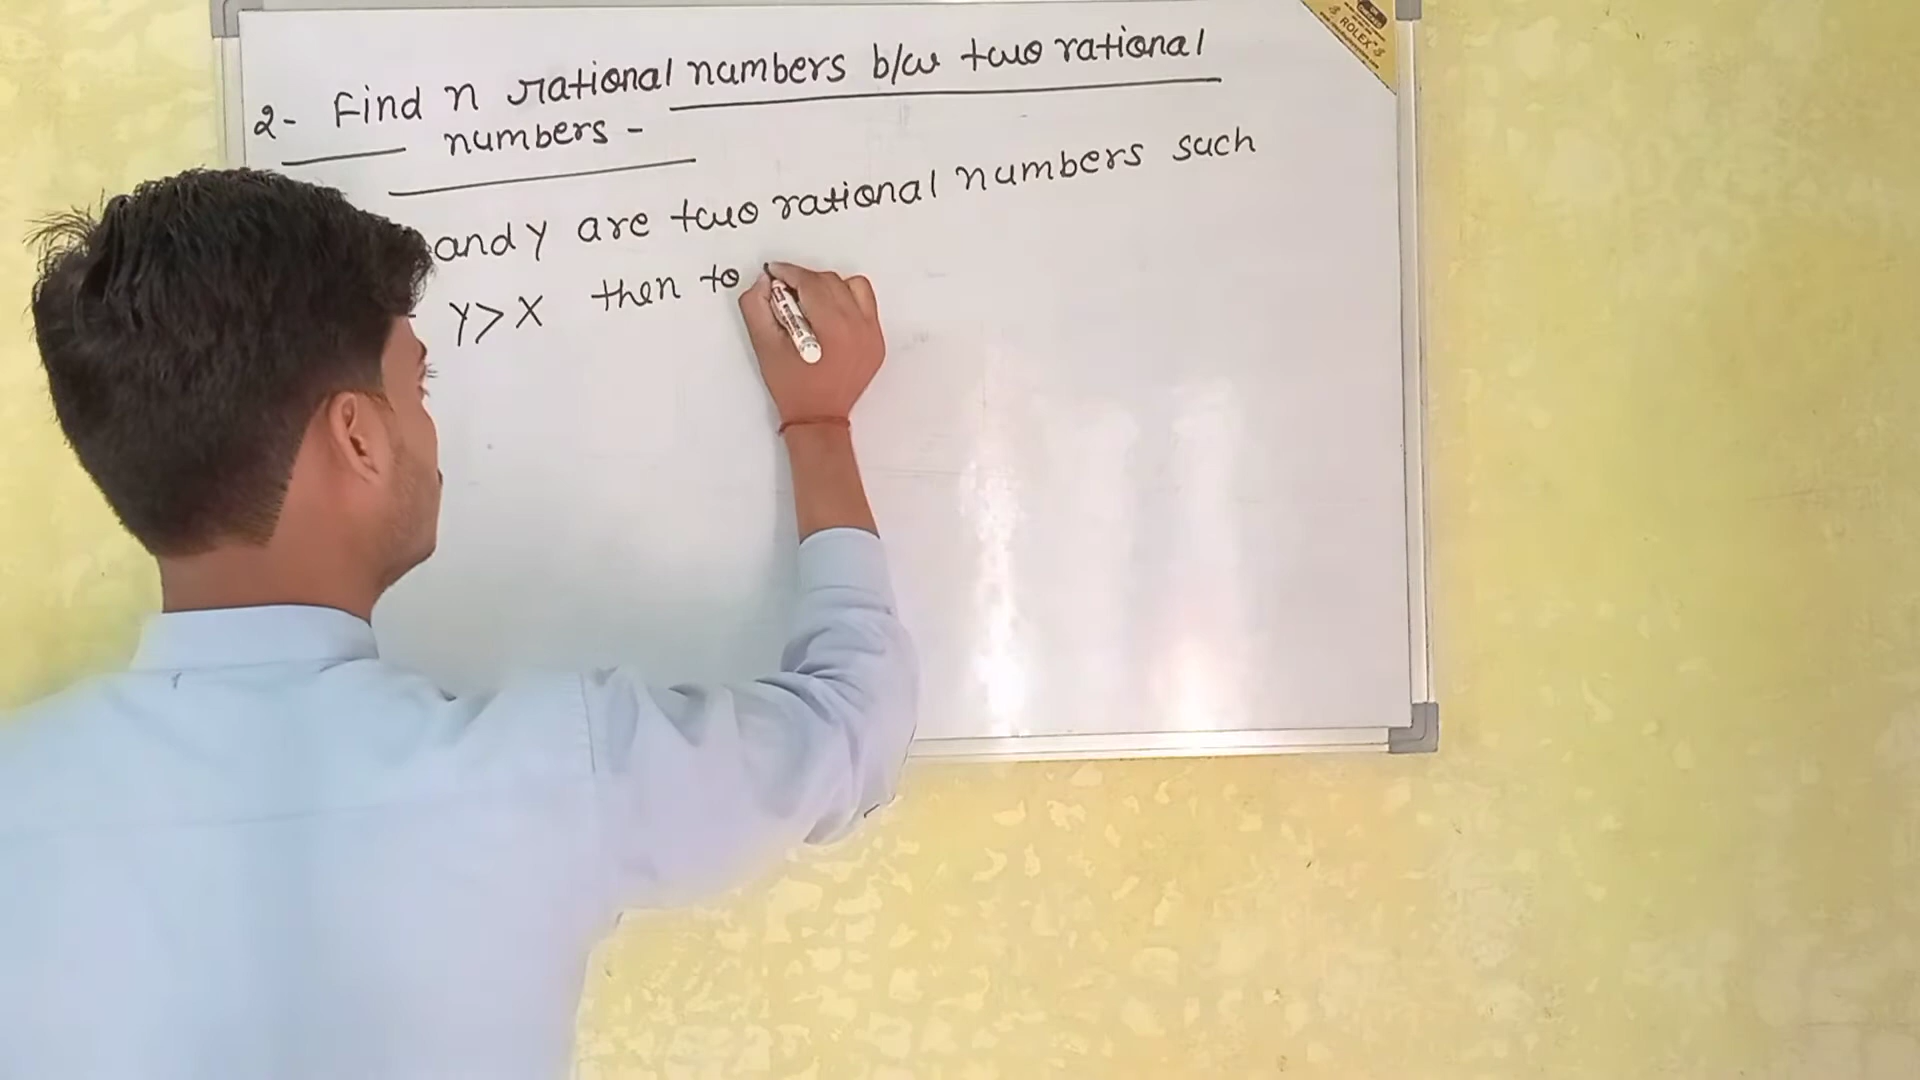 2- Find n rational numbers b/w two rational
numbers -
and Y are two rational numbers such
Y > X then to
ROLEX